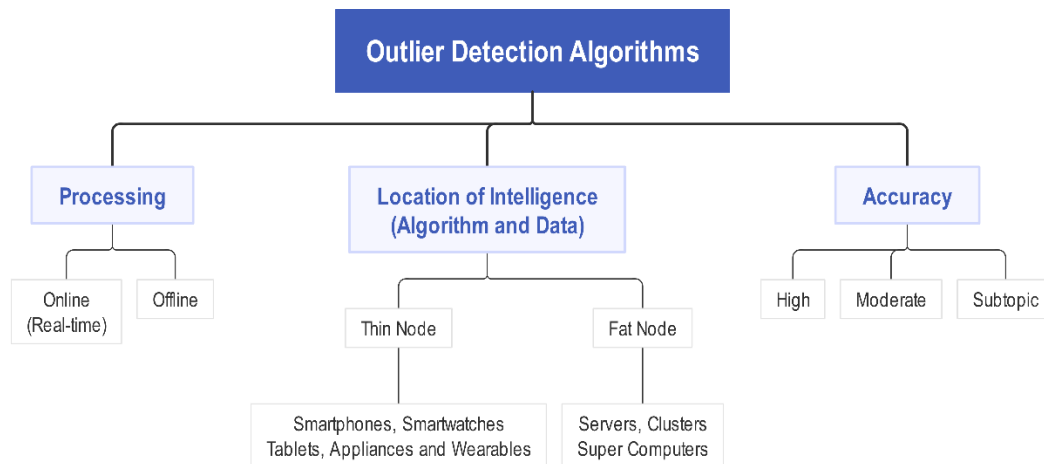 Outlier Detection Algorithms
Processing
Location of Intelligence
(Algorithm and Data)
Accuracy
Online
(Real-time)
Offline
High
Moderate
Subtopic
Thin Node
Fat Node
Smartphones, Smartwatches
Tablets, Appliances and Wearables
Servers, Clusters
Super Computers